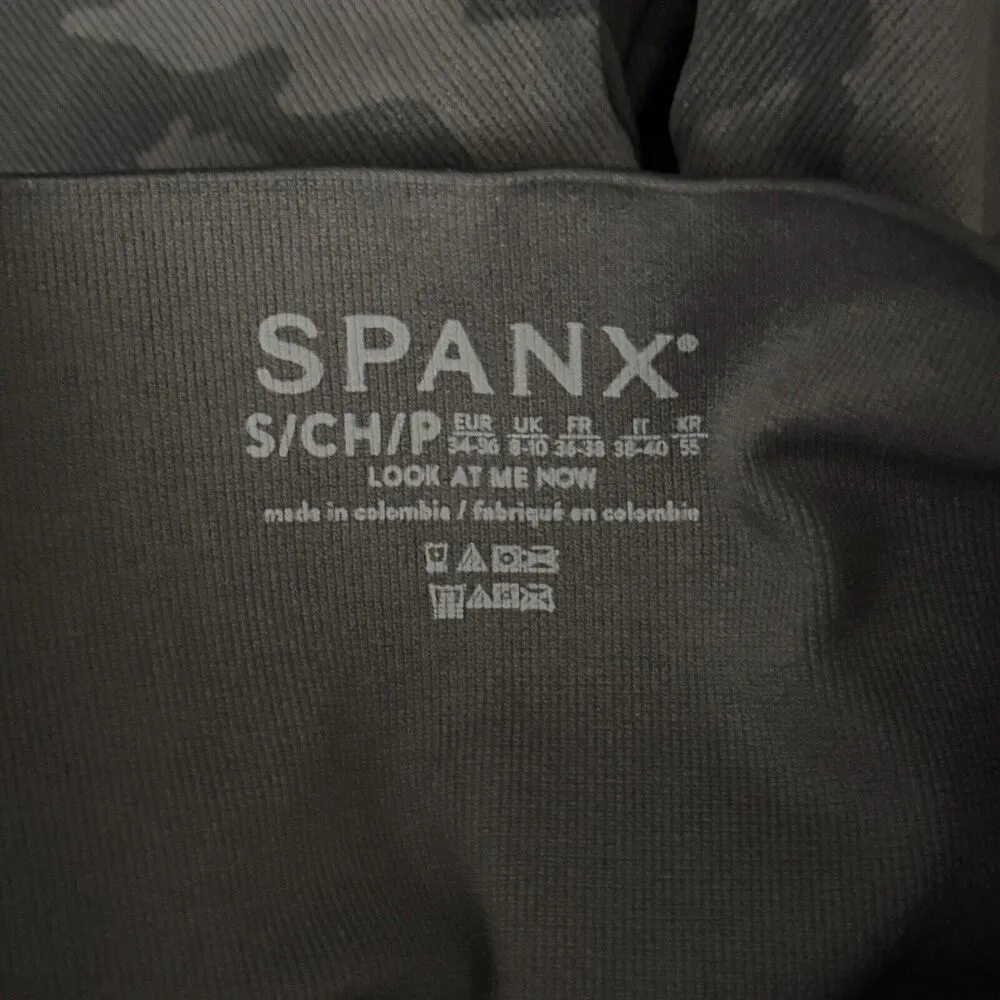 SPANX®
S/CH/P EUR 34-36 UK 8-10 FR 36-38 IT 38-40 KR 55
LOOK AT ME NOW
made in colombia / fabriqué en colombie